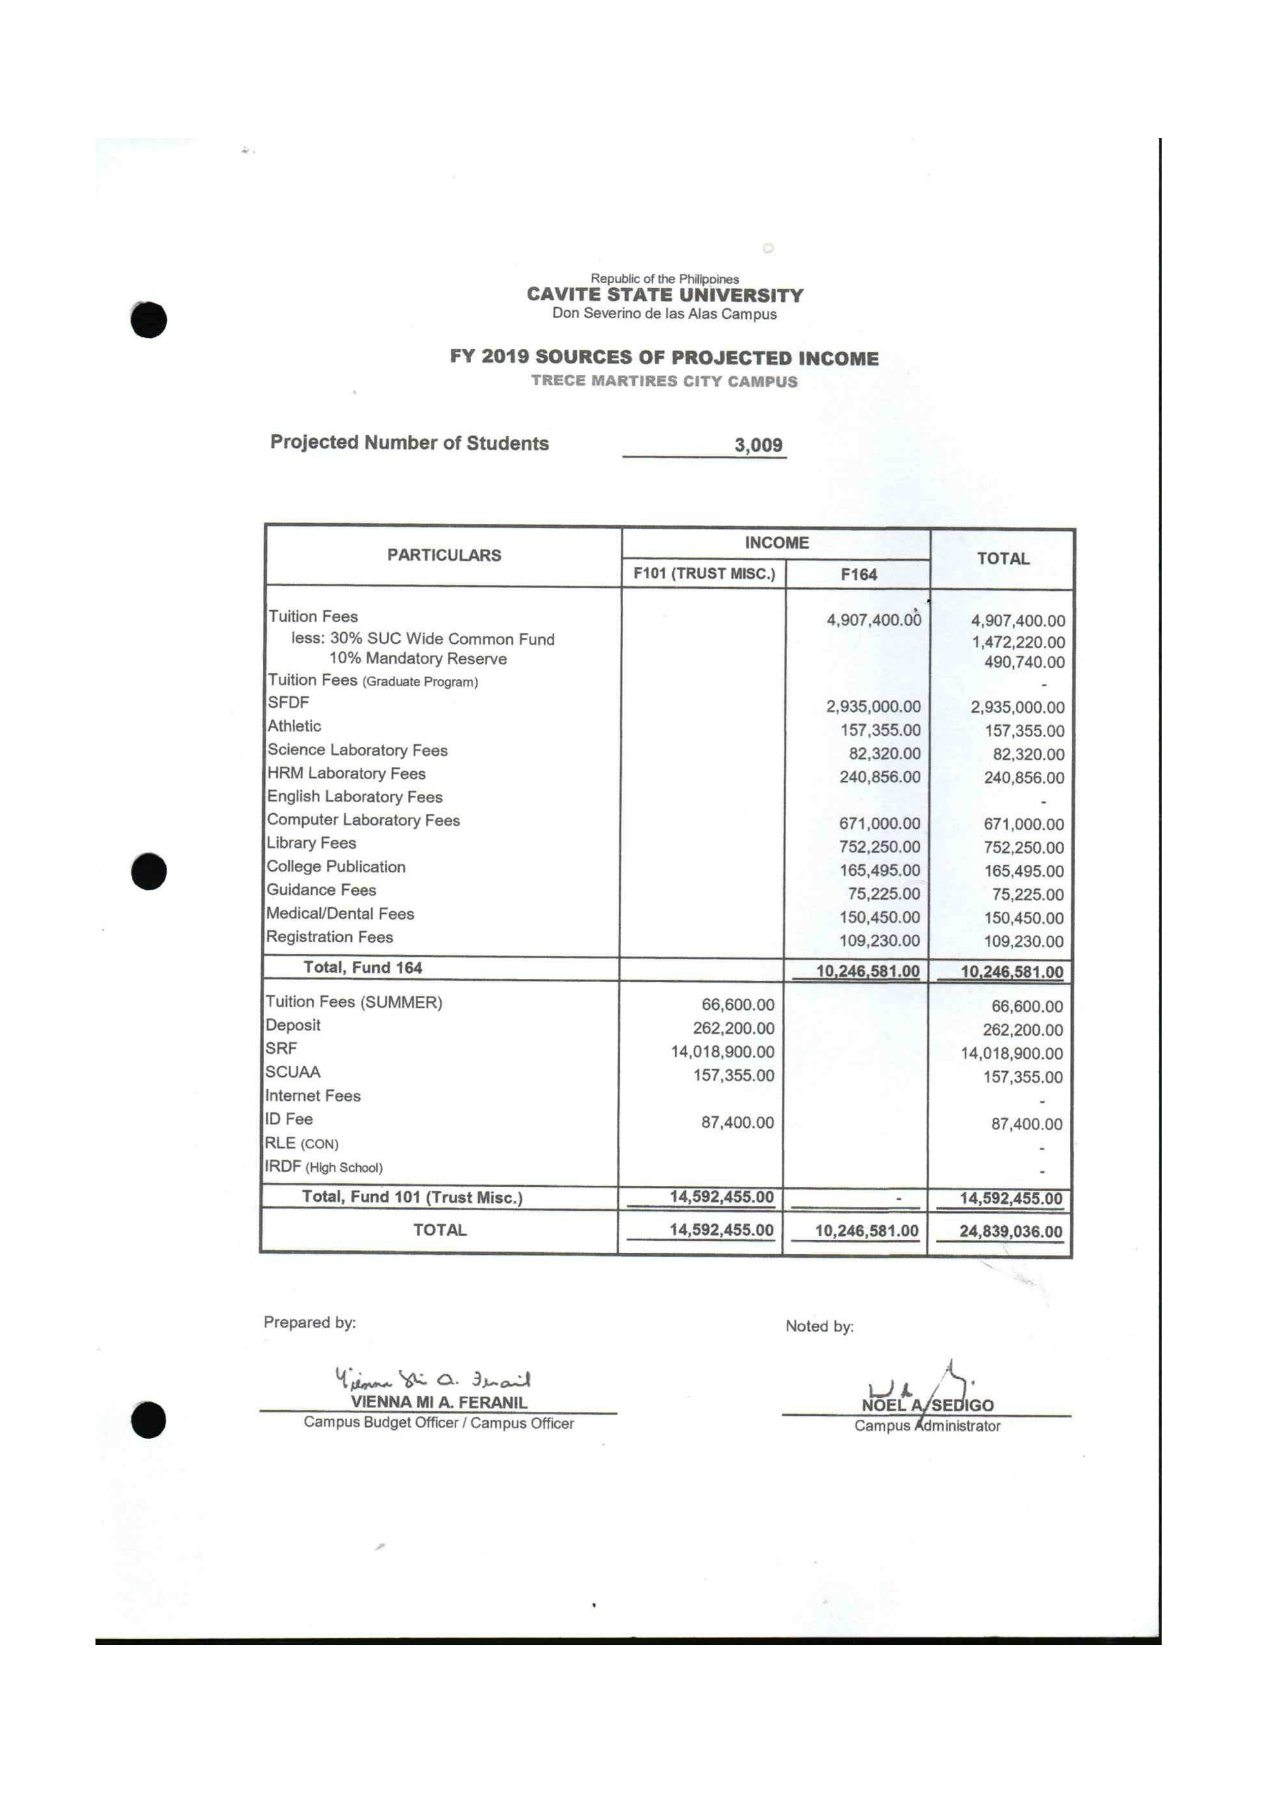 Republic of the Philippines
CAVITE STATE UNIVERSITY
Don Severino de las Alas Campus
FY 2019 SOURCES OF PROJECTED INCOME
TRECE MARTIRES CITY CAMPUS
Projected Number of Students 3,009
PARTICULARS INCOME TOTAL
F101 (TRUST MISC.) F164
Tuition Fees 4,907,400.00 4,907,400.00
less: 30% SUC Wide Common Fund 1,472,220.00
10% Mandatory Reserve 490,740.00
Tuition Fees (Graduate Program) -
SFDF 2,935,000.00 2,935,000.00
Athletic 157,355.00 157,355.00
Science Laboratory Fees 82,320.00 82,320.00
HRM Laboratory Fees 240,856.00 240,856.00
English Laboratory Fees -
Computer Laboratory Fees 671,000.00 671,000.00
Library Fees 752,250.00 752,250.00
College Publication 165,495.00 165,495.00
Guidance Fees 75,225.00 75,225.00
Medical/Dental Fees 150,450.00 150,450.00
Registration Fees 109,230.00 109,230.00
Total, Fund 164 10,246,581.00 10,246,581.00
Tuition Fees (SUMMER) 66,600.00 66,600.00
Deposit 262,200.00 262,200.00
SRF 14,018,900.00 14,018,900.00
SCUAA 157,355.00 157,355.00
Internet Fees -
ID Fee 87,400.00 87,400.00
RLE (CON) -
IRDF (High School) -
Total, Fund 101 (Trust Misc.) 14,592,455.00 - 14,592,455.00
TOTAL 14,592,455.00 10,246,581.00 24,839,036.00
Prepared by: Noted by:
Vienna Mi A. Feranil
VIENNA MI A. FERANIL NOEL A. SEDIGO
Campus Budget Officer / Campus Officer Campus Administrator